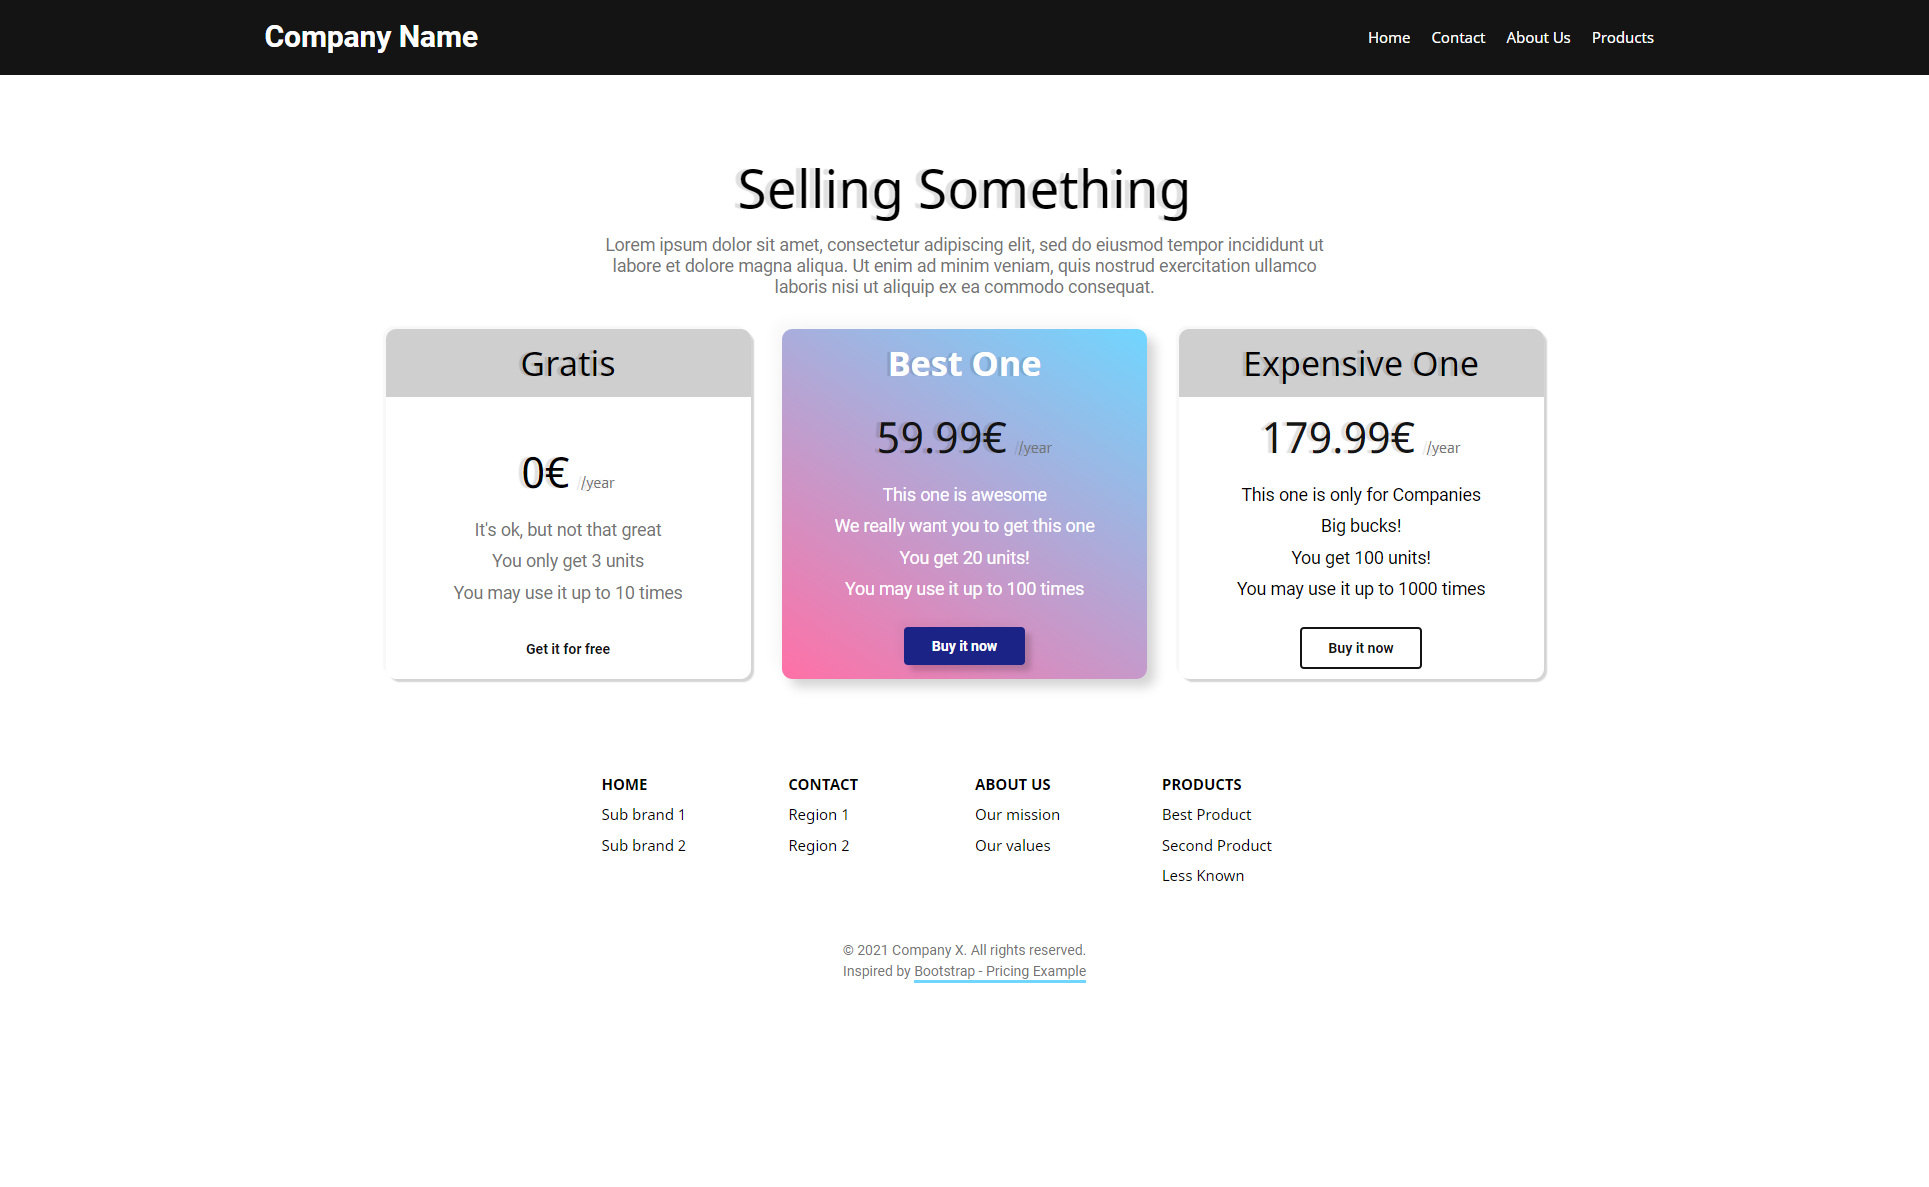 Company Name
Home Contact About Us Products
Selling Something
Lorem ipsum dolor sit amet, consectetur adipiscing elit, sed do eiusmod tempor incididunt ut
labore et dolore magna aliqua. Ut enim ad minim veniam, quis nostrud exercitation ullamco
laboris nisi ut aliquip ex ea commodo consequat.
Gratis
0€ /year
It's ok, but not that great
You only get 3 units
You may use it up to 10 times
Get it for free
Best One
59.99€ /year
This one is awesome
We really want you to get this one
You get 20 units!
You may use it up to 100 times
Buy it now
Expensive One
179.99€ /year
This one is only for Companies
Big bucks!
You get 100 units!
You may use it up to 1000 times
Buy it now
HOME
Sub brand 1
Sub brand 2
CONTACT
Region 1
Region 2
ABOUT US
Our mission
Our values
PRODUCTS
Best Product
Second Product
Less Known
© 2021 Company X. All rights reserved.
Inspired by Bootstrap - Pricing Example